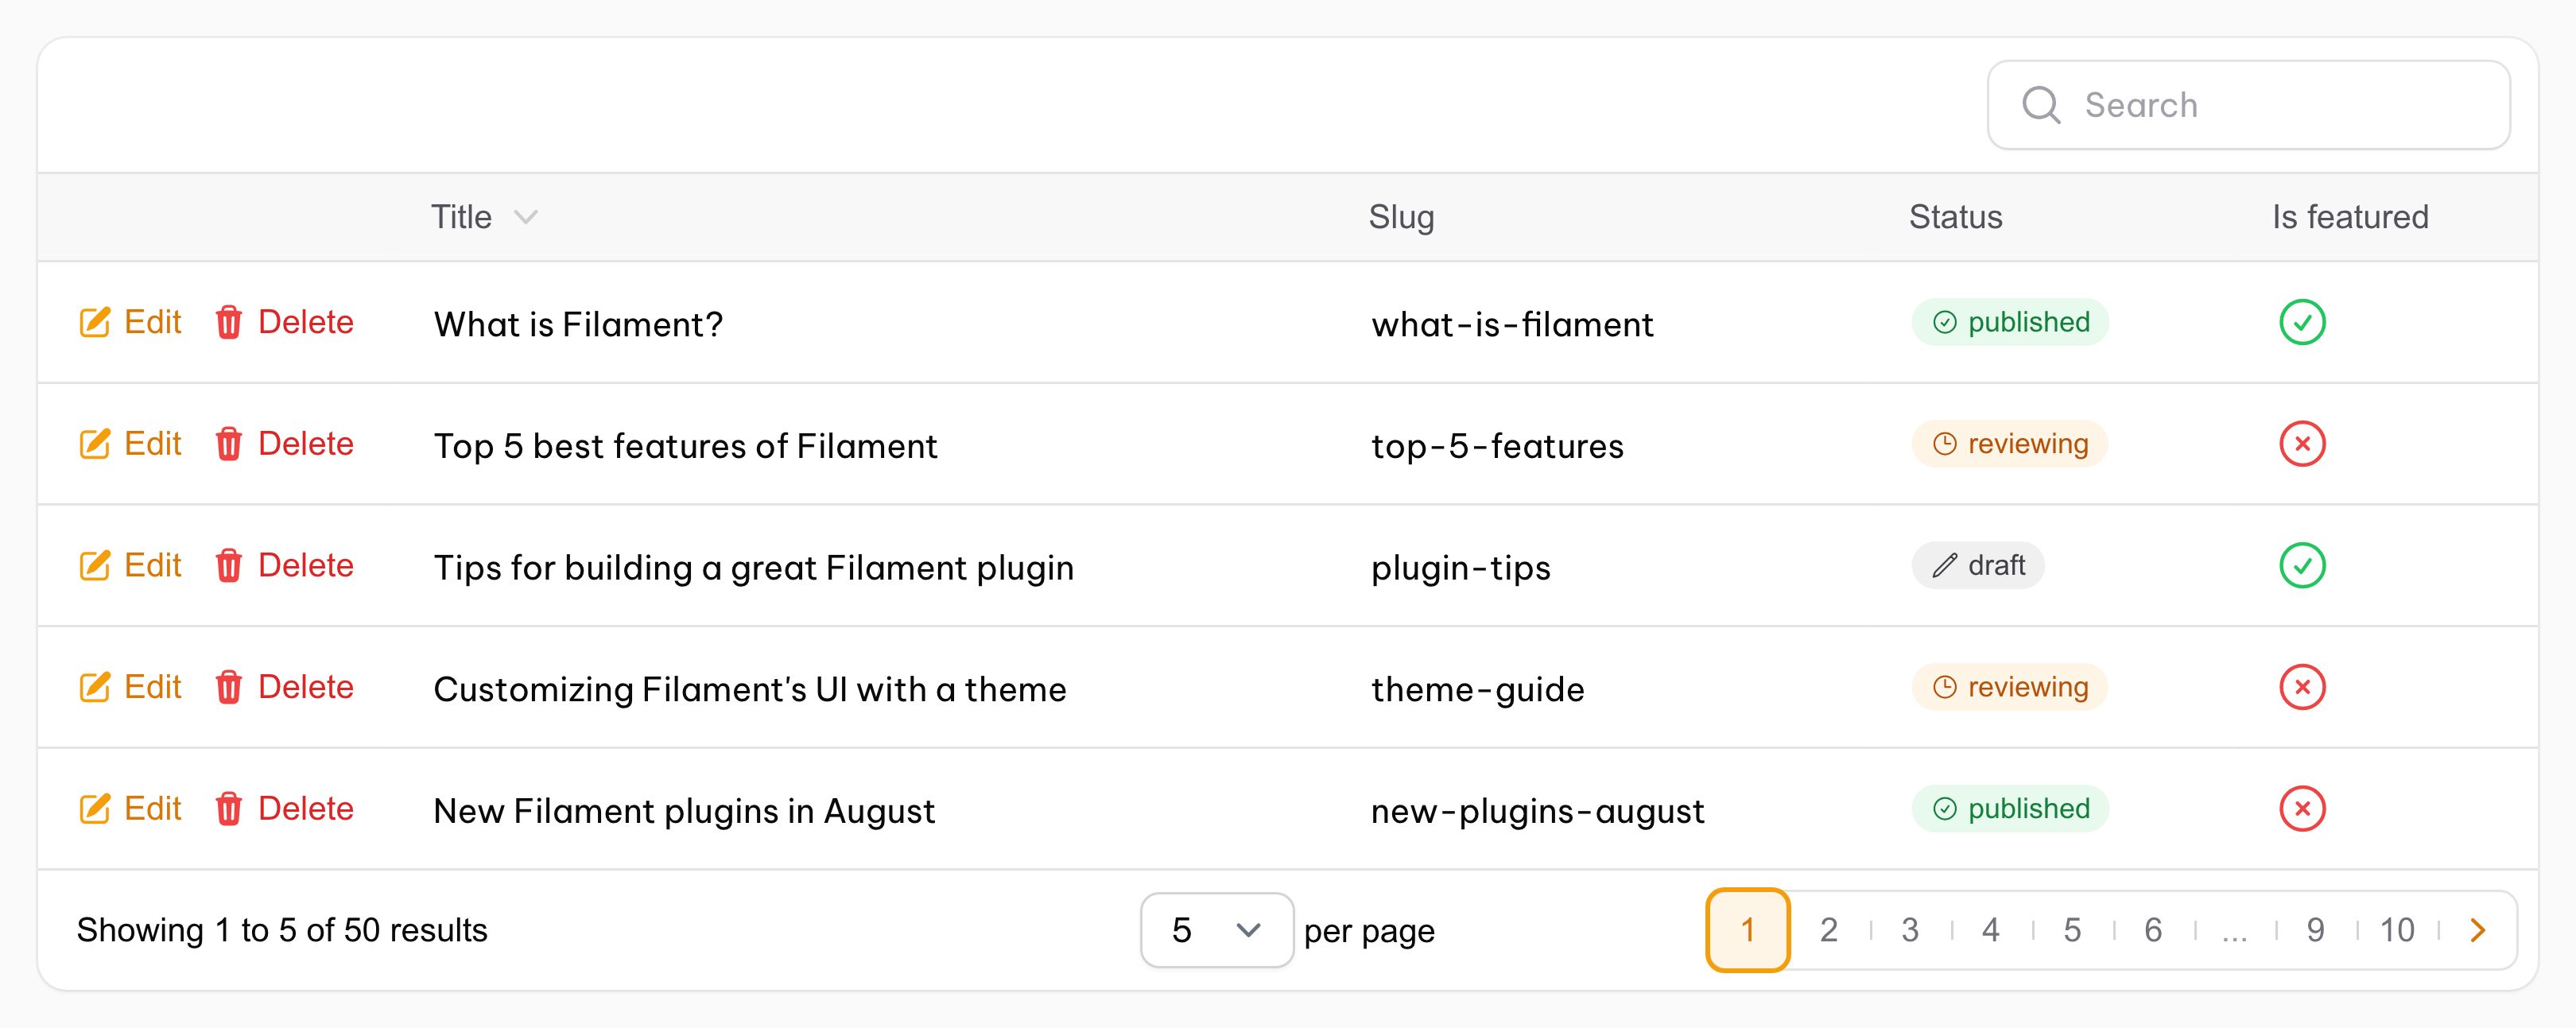 Search
Title Slug Status Is featured
Edit Delete What is Filament? what-is-filament published
Edit Delete Top 5 best features of Filament top-5-features reviewing
Edit Delete Tips for building a great Filament plugin plugin-tips draft
Edit Delete Customizing Filament's UI with a theme theme-guide reviewing
Edit Delete New Filament plugins in August new-plugins-august published
Showing 1 to 5 of 50 results 5 per page 1 2 3 4 5 6 ... 9 10